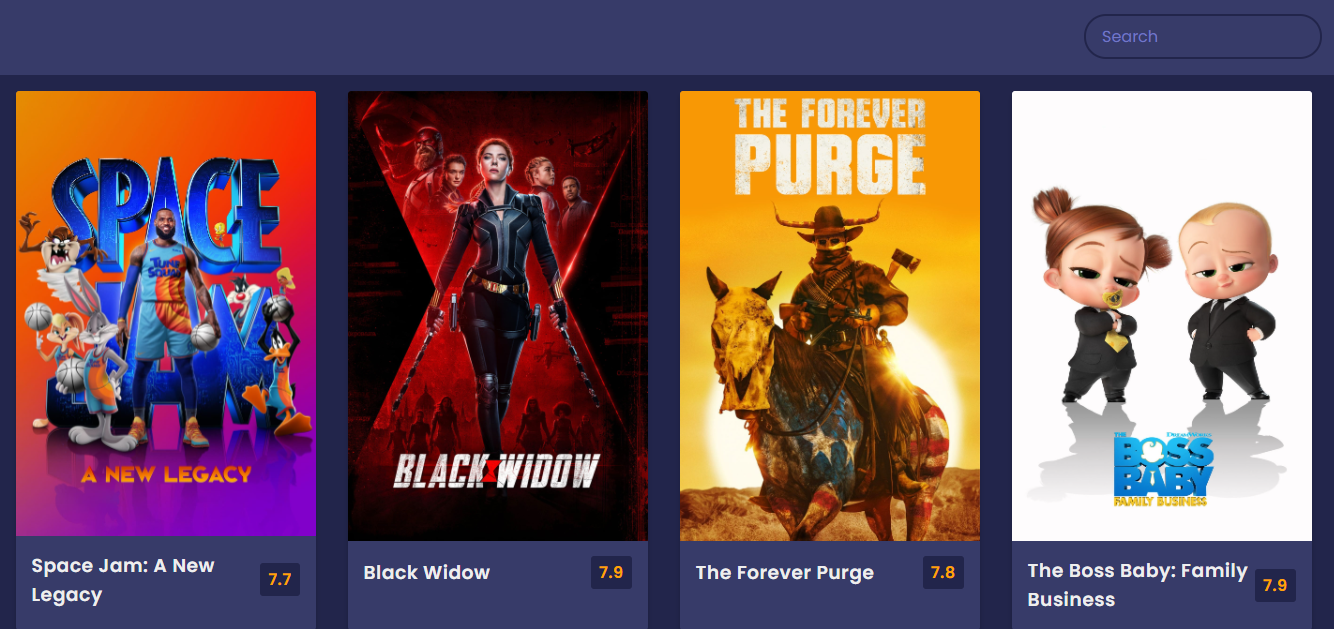 Search
SPACE
JAM
TUNE
SQUAD
A NEW LEGACY
Space Jam: A New
Legacy
7.7
BLACK WIDOW
Black Widow
7.9
THE FOREVER
PURGE
The Forever Purge
7.8
THE
DREAMWORKS
BOSS
BABY
FAMILY BUSINESS
The Boss Baby: Family
Business
7.9